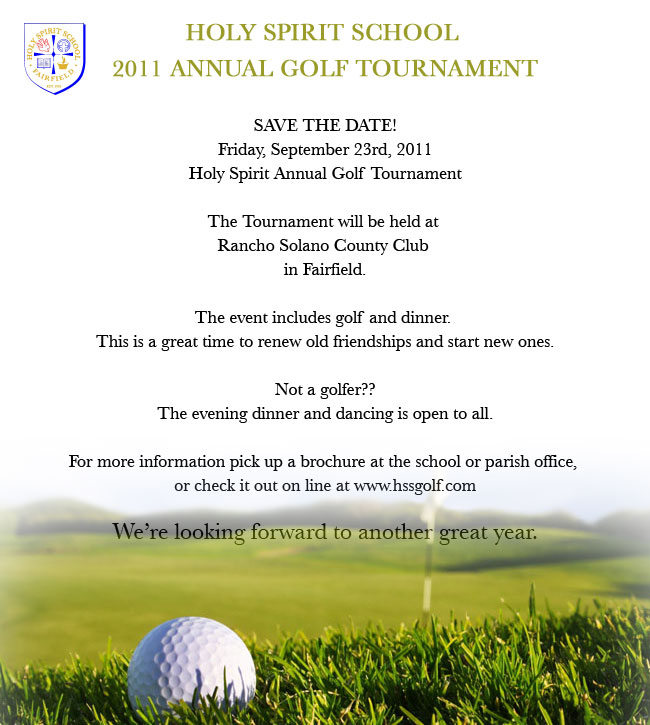 HOLY SPIRIT SCHOOL
FAIRFIELD
HOLY SPIRIT SCHOOL
2011 ANNUAL GOLF TOURNAMENT
SAVE THE DATE!
Friday, September 23rd, 2011
Holy Spirit Annual Golf Tournament
The Tournament will be held at
Rancho Solano County Club
in Fairfield.
The event includes golf and dinner.
This is a great time to renew old friendships and start new ones.
Not a golfer??
The evening dinner and dancing is open to all.
For more information pick up a brochure at the school or parish office,
or check it out on line at www.hssgolf.com
We're looking forward to another great year.